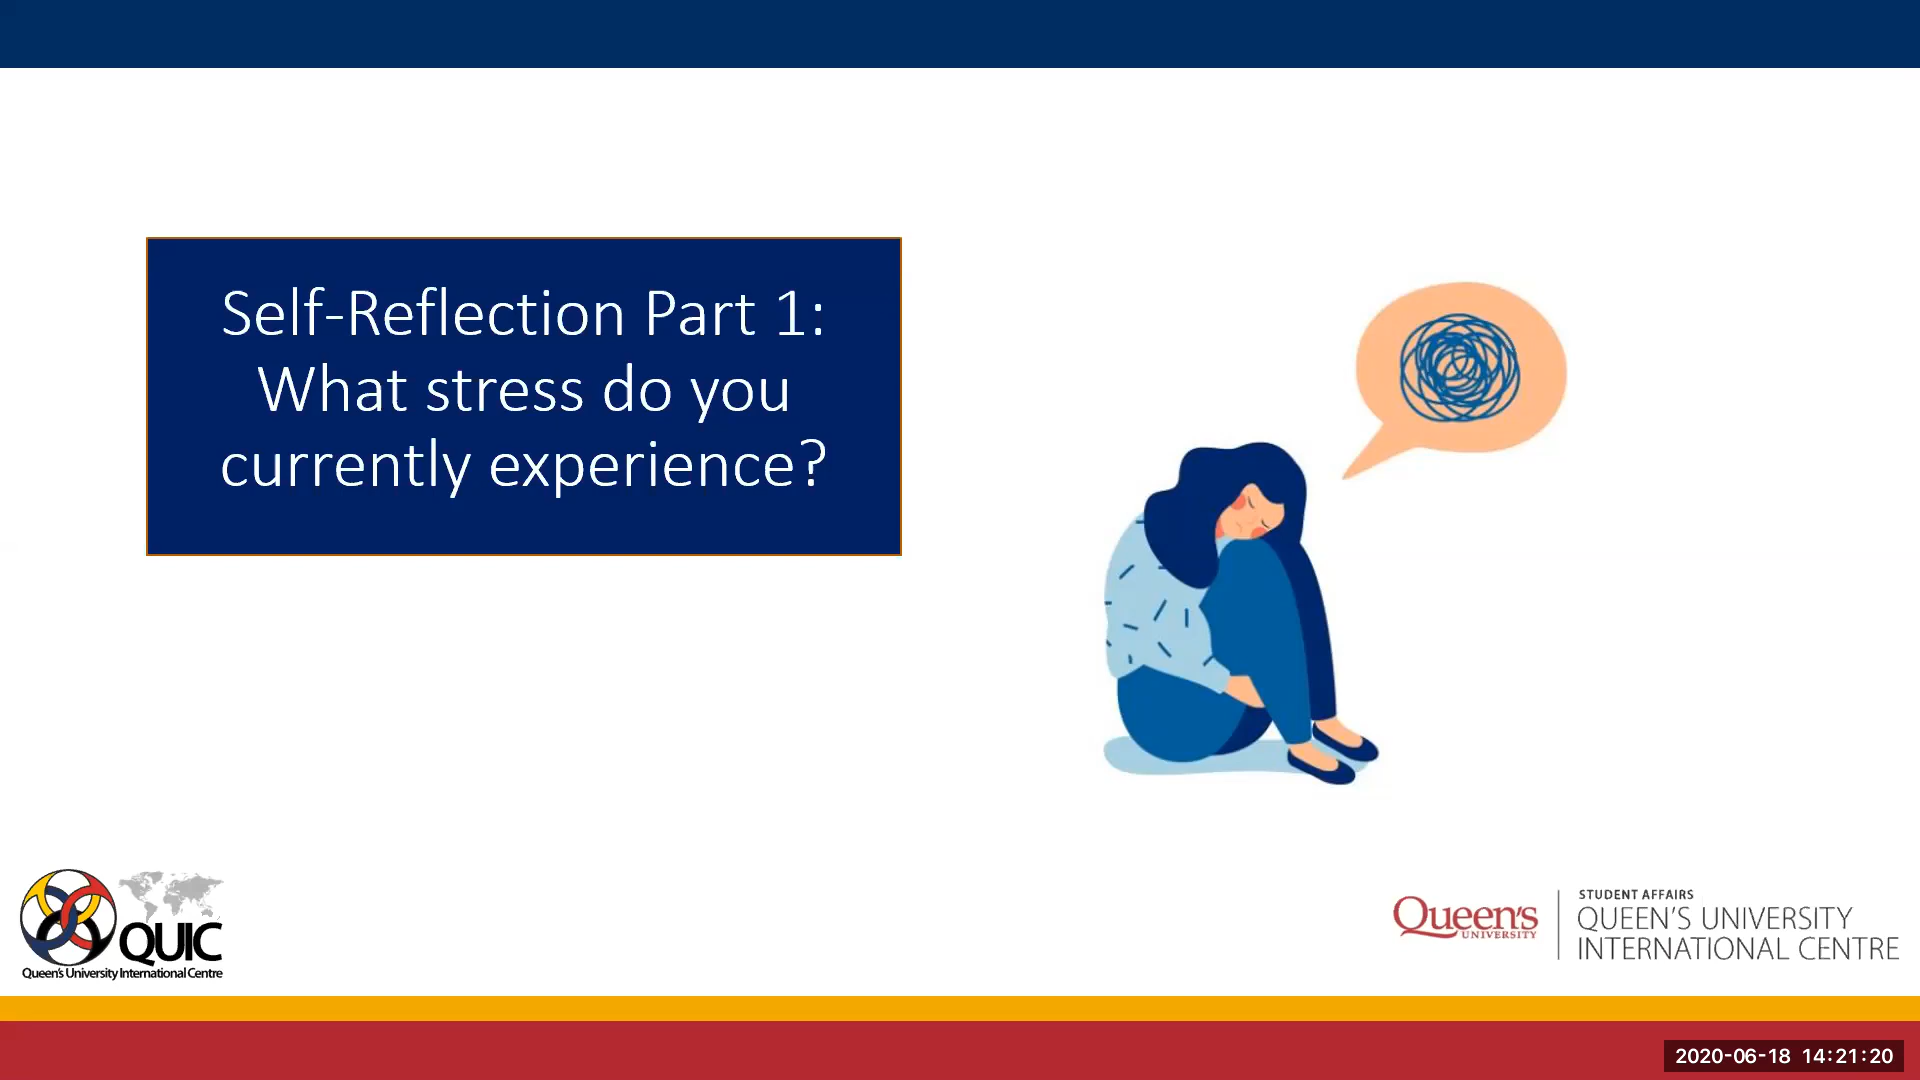 Self-Reflection Part 1:
What stress do you
currently experience?
QUIC
Queen's University International Centre
Queen's
UNIVERSITY
STUDENT AFFAIRS
QUEEN'S UNIVERSITY
INTERNATIONAL CENTRE
2020-06-18 14:21:20